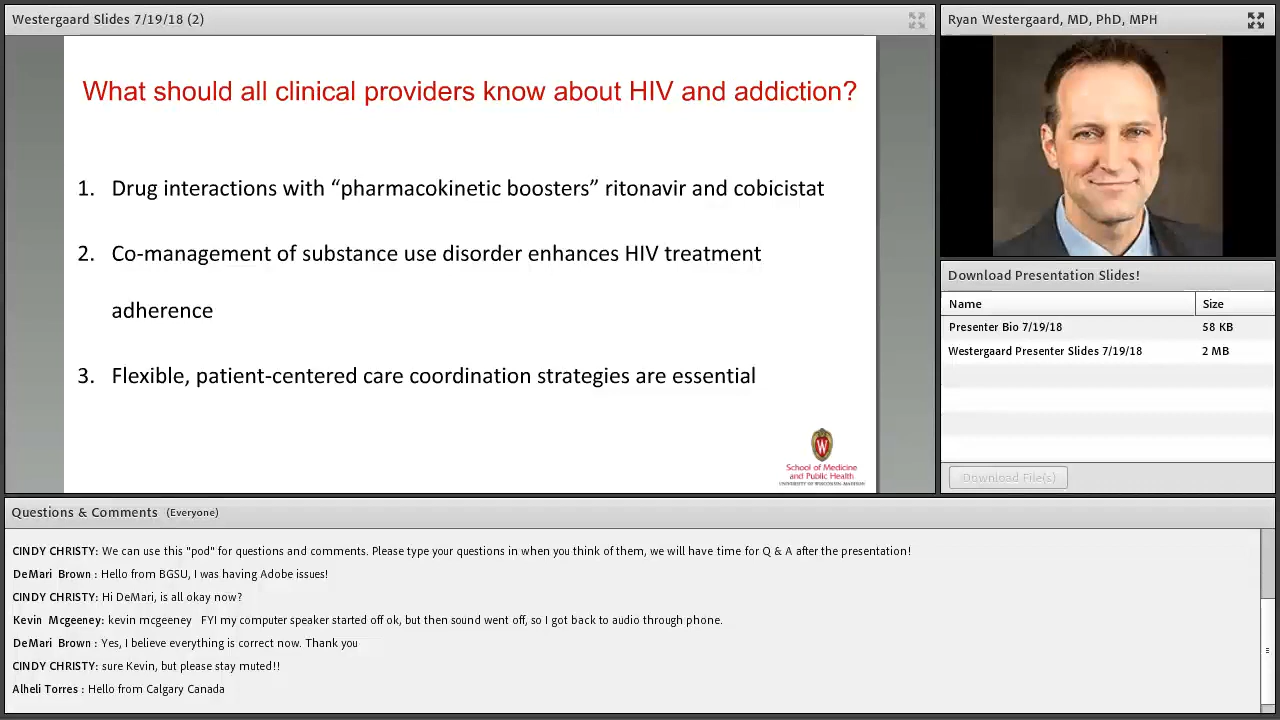 Westergaard Slides 7/19/18 (2)
What should all clinical providers know about HIV and addiction?
1. Drug interactions with “pharmacokinetic boosters” ritonavir and cobicistat
2. Co-management of substance use disorder enhances HIV treatment
adherence
3. Flexible, patient-centered care coordination strategies are essential
W
School of Medicine
and Public Health
UNIVERSITY OF WISCONSIN-MADISON
Ryan Westergaard, MD, PhD, MPH
Download Presentation Slides!
Name Size
Presenter Bio 7/19/18 58 KB
Westergaard Presenter Slides 7/19/18 2 MB
Download File(s)
Questions & Comments (Everyone)
CINDY CHRISTY: We can use this "pod" for questions and comments. Please type your questions in when you think of them, we will have time for Q & A after the presentation!
DeMari Brown : Hello from BGSU, I was having Adobe issues!
CINDY CHRISTY: Hi DeMari, is all okay now?
Kevin Mcgeeney: kevin mcgeeney FYI my computer speaker started off ok, but then sound went off, so I got back to audio through phone.
DeMari Brown : Yes, I believe everything is correct now. Thank you
CINDY CHRISTY: sure Kevin, but please stay muted!!
Alheli Torres : Hello from Calgary Canada